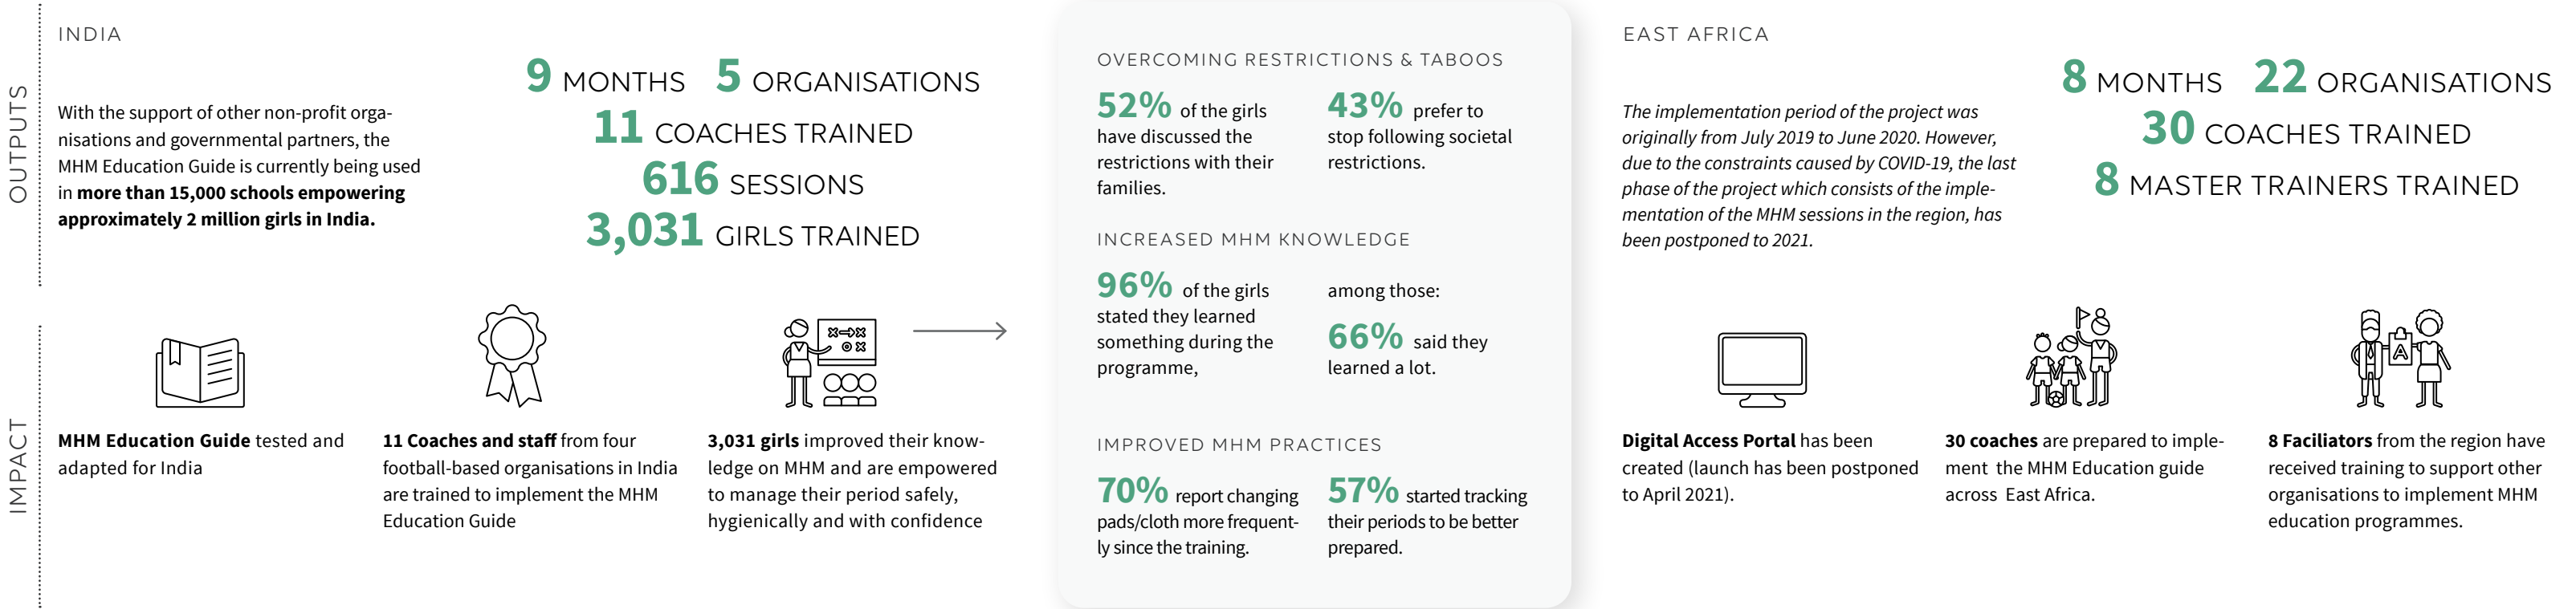 OUTPUTS
INDIA
With the support of other non-profit orga-
nisations and governmental partners, the
MHM Education Guide is currently being used
in more than 15,000 schools empowering
approximately 2 million girls in India.
9 MONTHS 5 ORGANISATIONS
11 COACHES TRAINED
616 SESSIONS
3,031 GIRLS TRAINED
IMPACT
MHM Education Guide tested and
adapted for India
11 Coaches and staff from four
football-based organisations in India
are trained to implement the MHM
Education Guide
3,031 girls improved their know-
ledge on MHM and are empowered
to manage their period safely,
hygienically and with confidence
OVERCOMING RESTRICTIONS & TABOOS
52% of the girls
have discussed the
restrictions with their
families.
43% prefer to
stop following societal
restrictions.
INCREASED MHM KNOWLEDGE
96% of the girls
stated they learned
something during the
programme,
among those:
66% said they
learned a lot.
IMPROVED MHM PRACTICES
70% report changing
pads/cloth more frequent-
ly since the training.
57% started tracking
their periods to be better
prepared.
EAST AFRICA
The implementation period of the project was
originally from July 2019 to June 2020. However,
due to the constraints caused by COVID-19, the last
phase of the project which consists of the imple-
mentation of the MHM sessions in the region, has
been postponed to 2021.
8 MONTHS 22 ORGANISATIONS
30 COACHES TRAINED
8 MASTER TRAINERS TRAINED
Digital Access Portal has been
created (launch has been postponed
to April 2021).
30 coaches are prepared to imple-
ment the MHM Education guide
across East Africa.
A
8 Faciliators from the region have
received training to support other
organisations to implement MHM
education programmes.